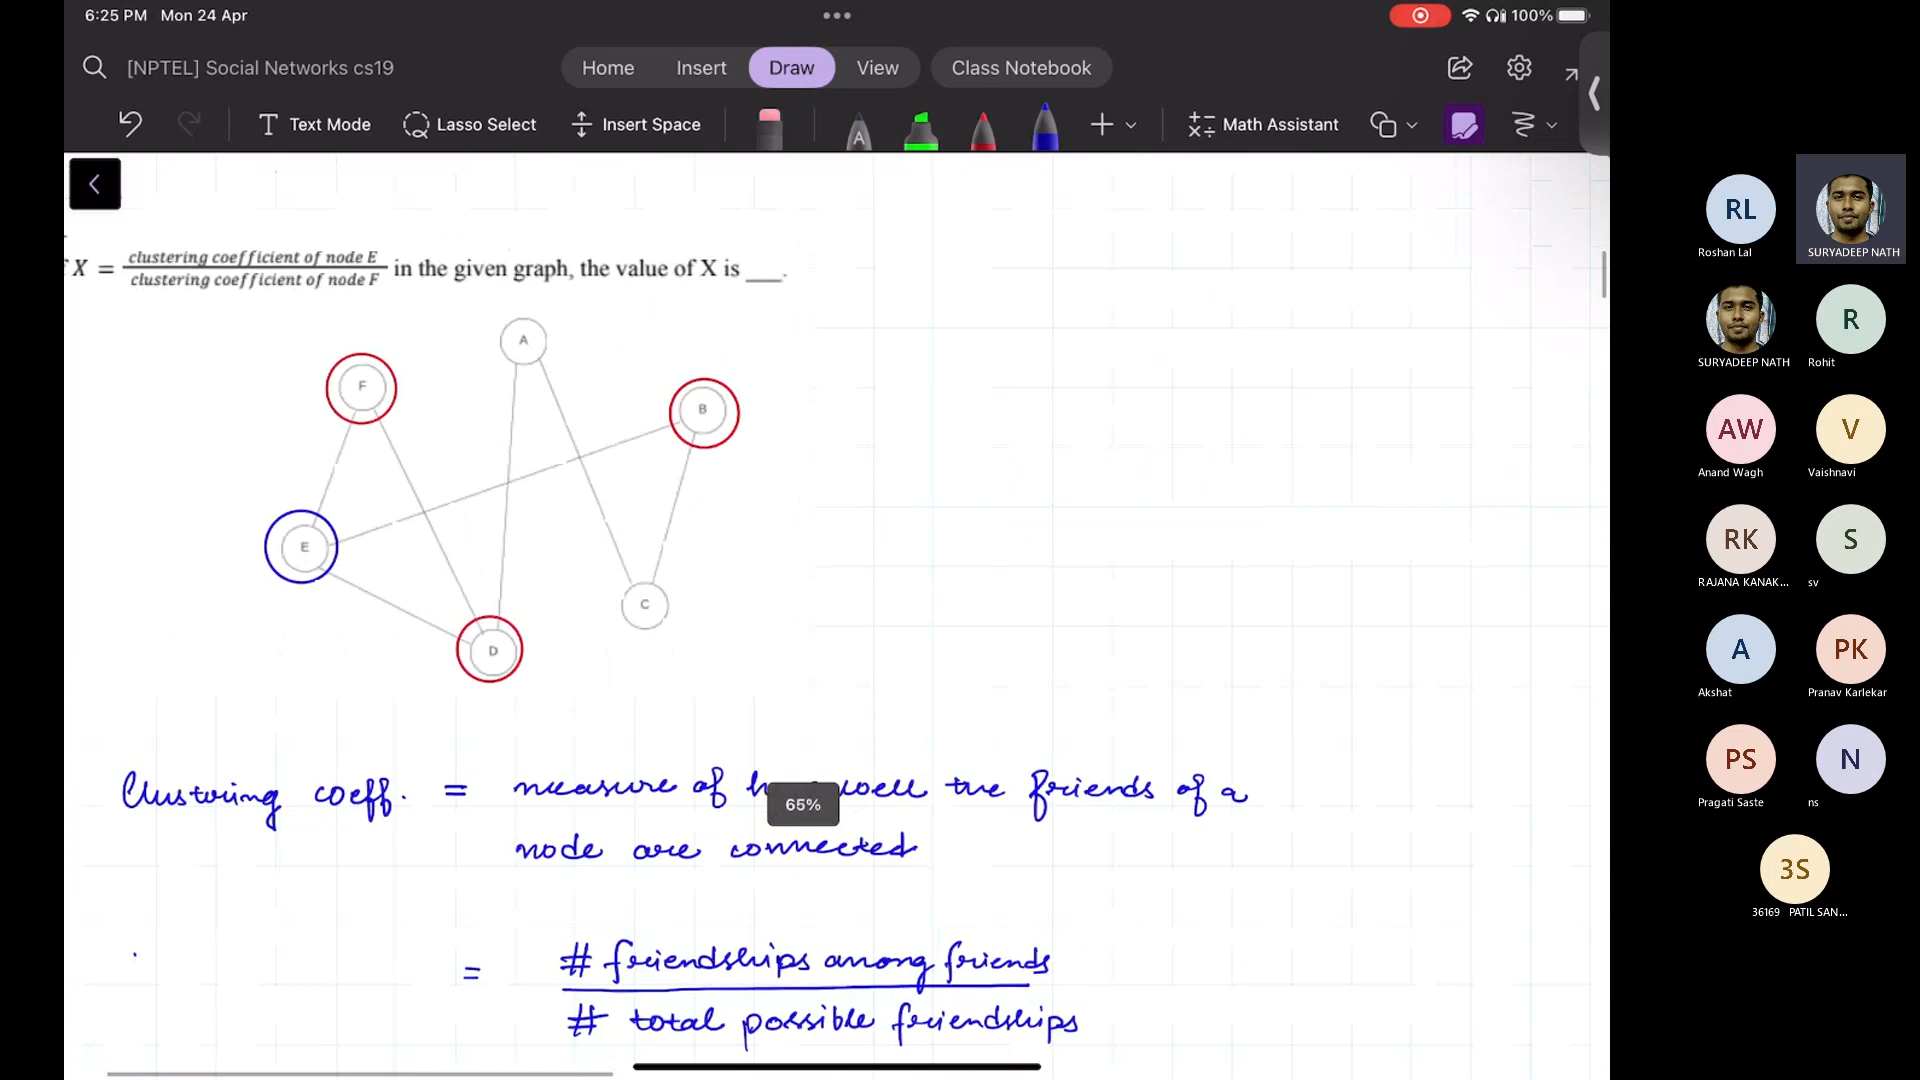 6:25 PM Mon 24 Apr
100%
[NPTEL] Social Networks cs19
Home Insert Draw View Class Notebook
Text Mode Lasso Select Insert Space A Math Assistant
X = clustering coefficient of node E / clustering coefficient of node F in the given graph, the value of X is ___.
A
F
B
E
C
D
Clustering coeff. = measure of well the friends of a
65%
node are connected
= # friendships among friends
# total possible friendships
RL
Roshan Lal
SURYADEEP NATH
SURYADEEP NATH
R
Rohit
AW
Anand Wagh
V
Vaishnavi
RK
RAJANA KANAK...
S
sv
A
Akshat
PK
Pranav Karlekar
PS
Pragati Saste
N
ns
3S
36169 PATIL SAN...